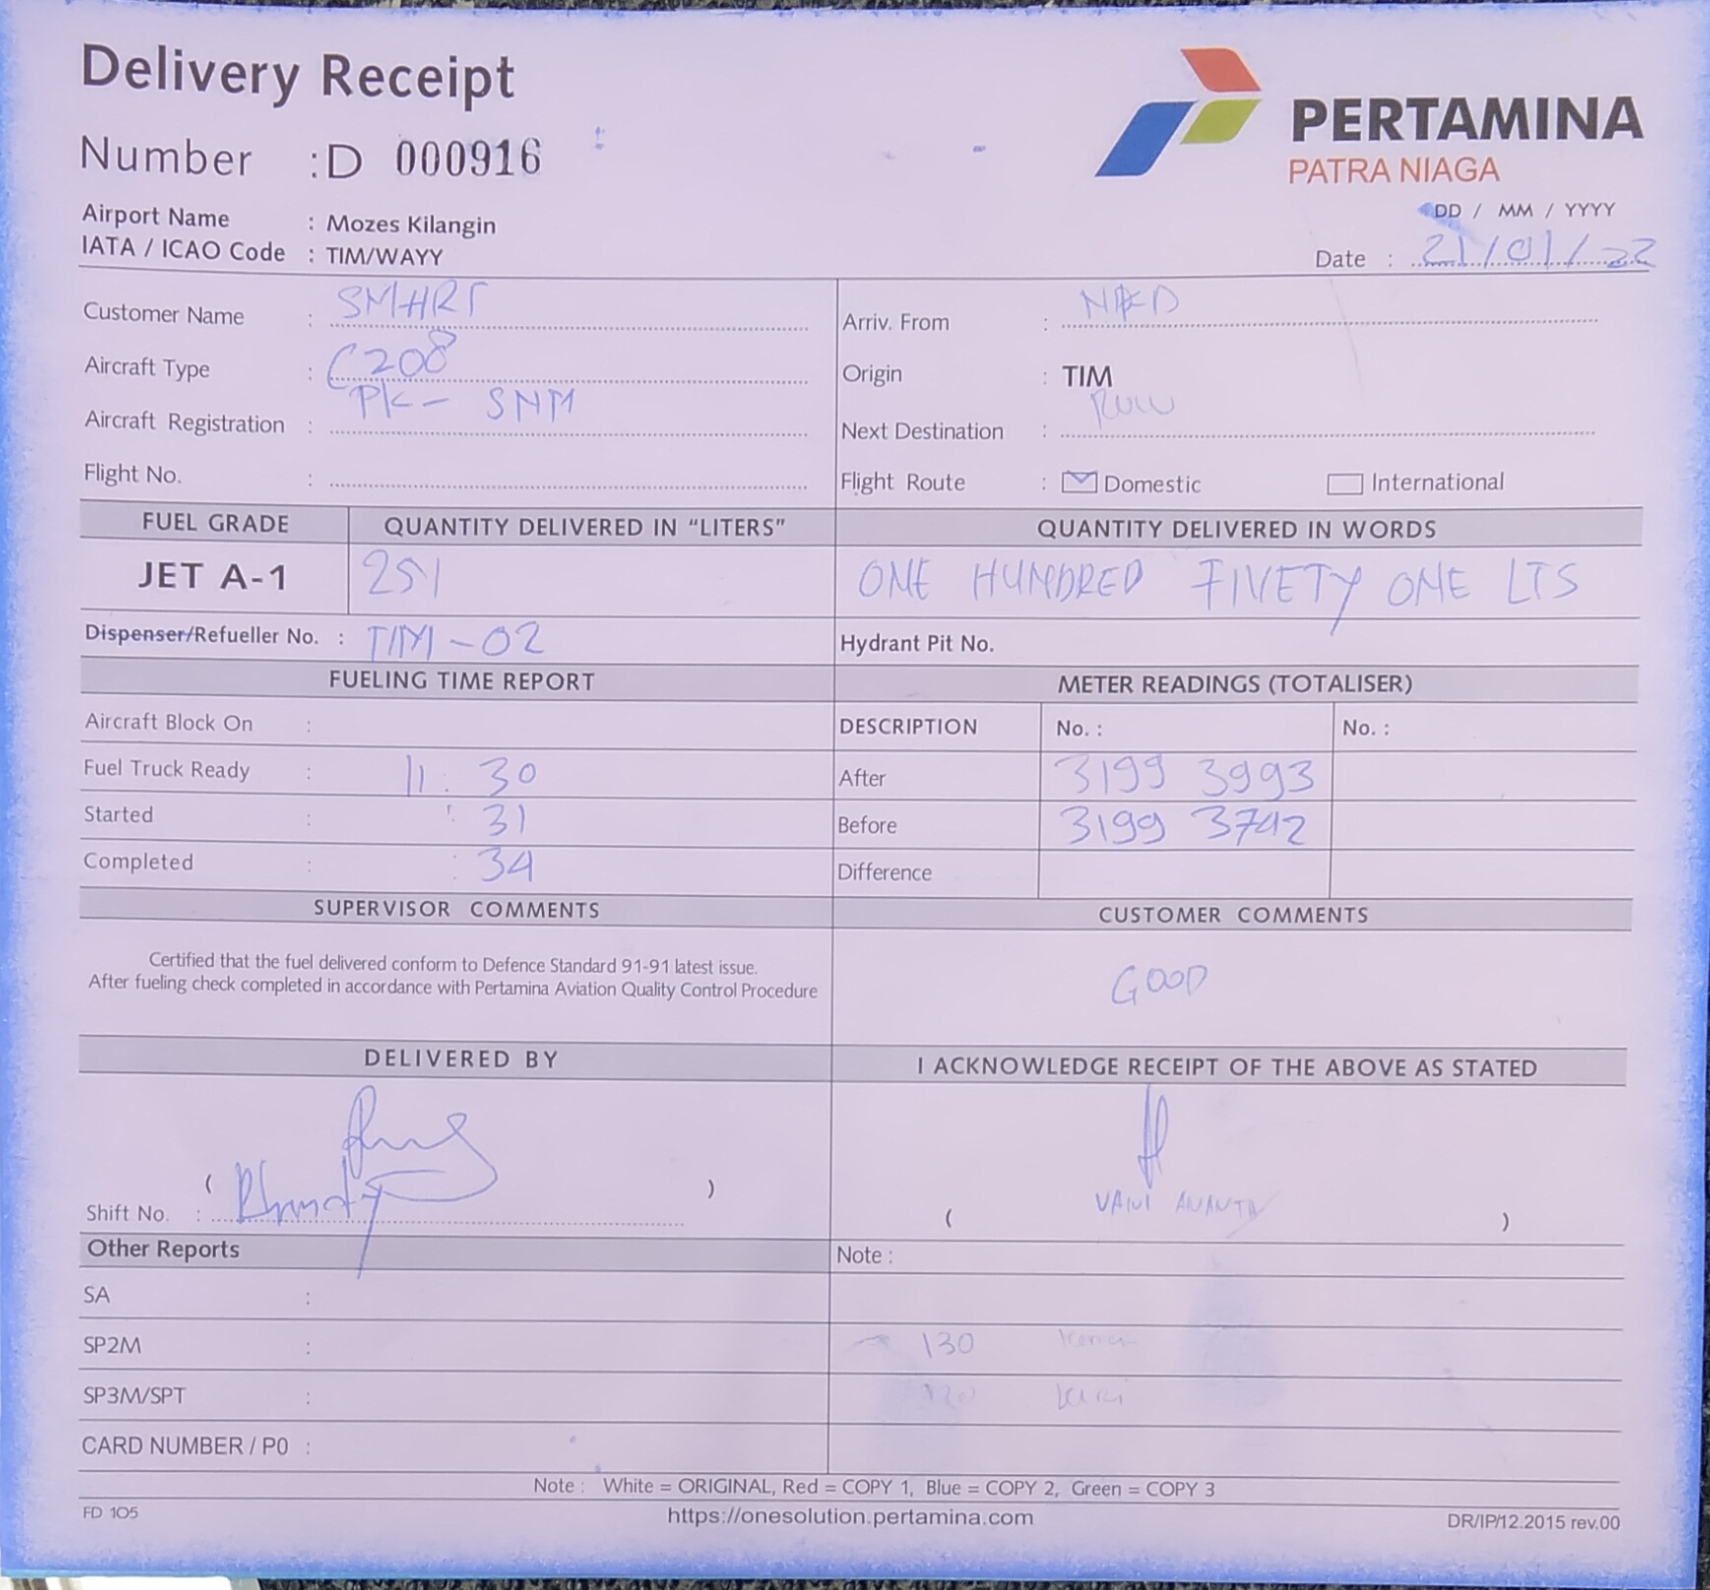 Delivery Receipt
Number : D 000916
PERTAMINA
PATRA NIAGA
Airport Name : Mozes Kilangin
IATA / ICAO Code : TIM/WAYY
DD / MM / YYYY
Date : 21/01/22
Customer Name : SMART
Arriv. From :
Aircraft Type : C208
Origin : TIM
Aircraft Registration : PK - SNM
Next Destination :
Flight No. :
Flight Route : Domestic International
FUEL GRADE QUANTITY DELIVERED IN “LITERS” QUANTITY DELIVERED IN WORDS
JET A-1 251 ONE HUNDRED FIVETY ONE LTS
Dispenser/Refueller No. : TIM - 02 Hydrant Pit No.
FUELING TIME REPORT METER READINGS (TOTALISER)
Aircraft Block On : DESCRIPTION No. : No. :
Fuel Truck Ready : 11 : 30 After 3199 3993
Started : : 31 Before 3199 3742
Completed : : 34 Difference
SUPERVISOR COMMENTS CUSTOMER COMMENTS
Certified that the fuel delivered conform to Defence Standard 91-91 latest issue.
After fueling check completed in accordance with Pertamina Aviation Quality Control Procedure
GOOD
DELIVERED BY I ACKNOWLEDGE RECEIPT OF THE ABOVE AS STATED
( )
Shift No. :
( VANI ANANTA )
Other Reports Note :
SA :
SP2M : 130 kanan
SP3M/SPT : 120 kiri
CARD NUMBER / P0 :
Note : White = ORIGINAL, Red = COPY 1, Blue = COPY 2, Green = COPY 3
FD 105 https://onesolution.pertamina.com DR/IP/12.2015 rev.00